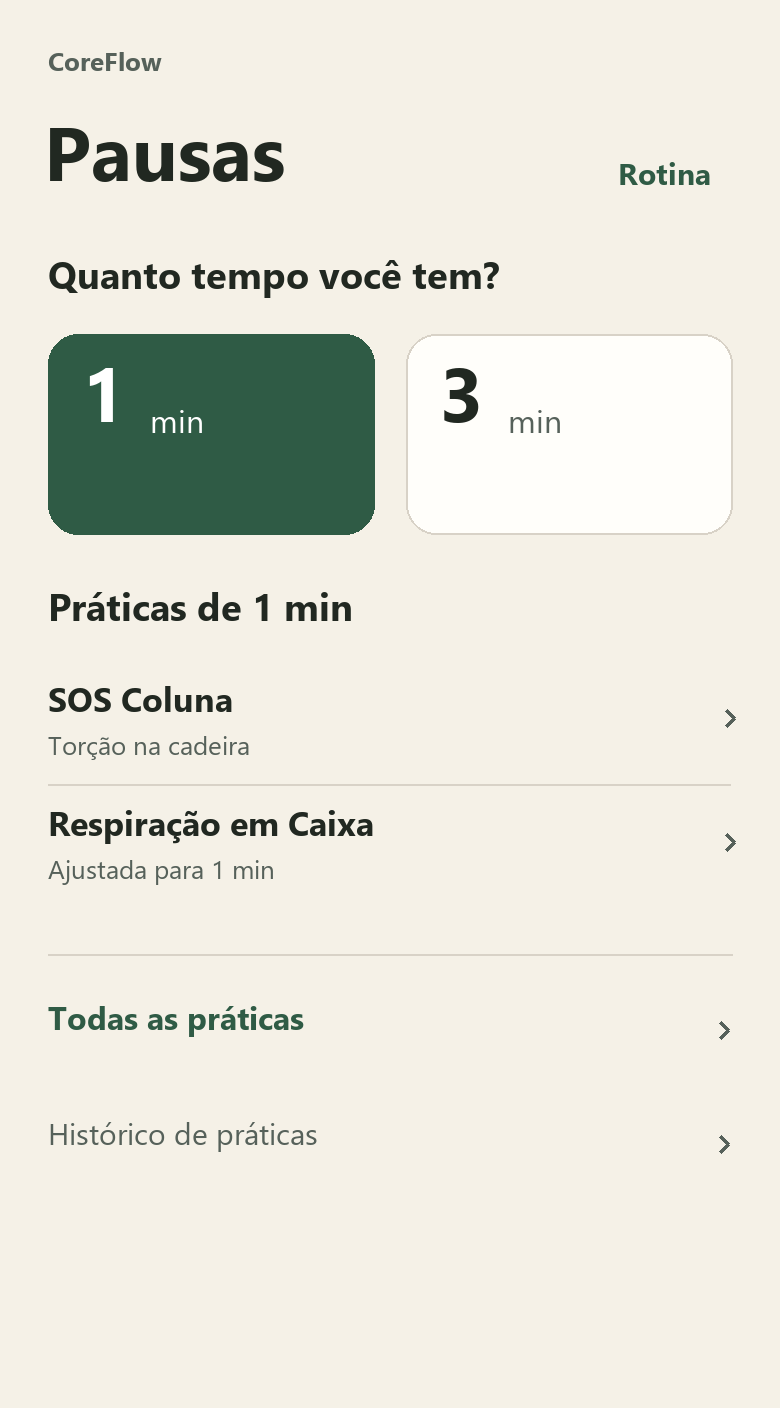 CoreFlow
Pausas
Rotina
Quanto tempo você tem?
1 min
3 min
Práticas de 1 min
SOS Coluna
Torção na cadeira
Respiração em Caixa
Ajustada para 1 min
Todas as práticas
Histórico de práticas